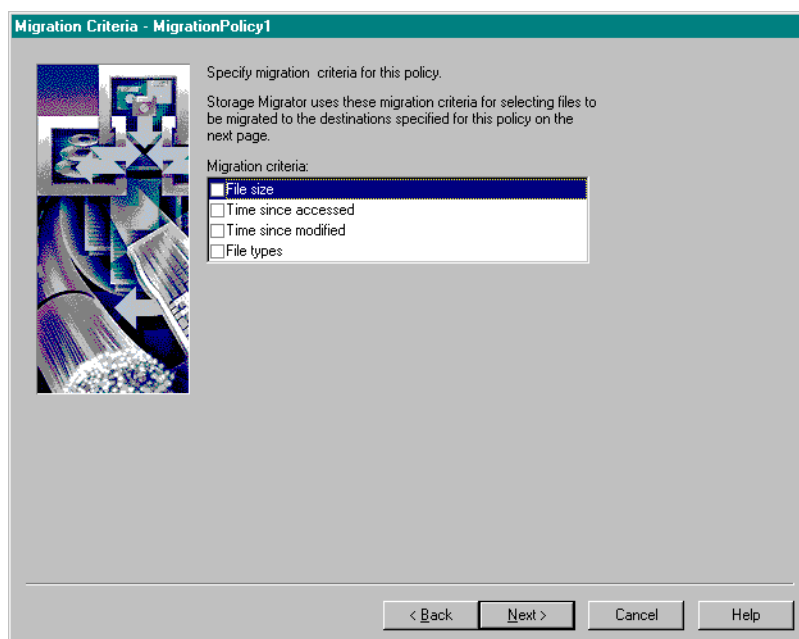 Migration Criteria - MigrationPolicy1
Specify migration criteria for this policy.
Storage Migrator uses these migration criteria for selecting files to
be migrated to the destinations specified for this policy on the
next page.
Migration criteria:
File size
Time since accessed
Time since modified
File types
< Back
Next >
Cancel
Help